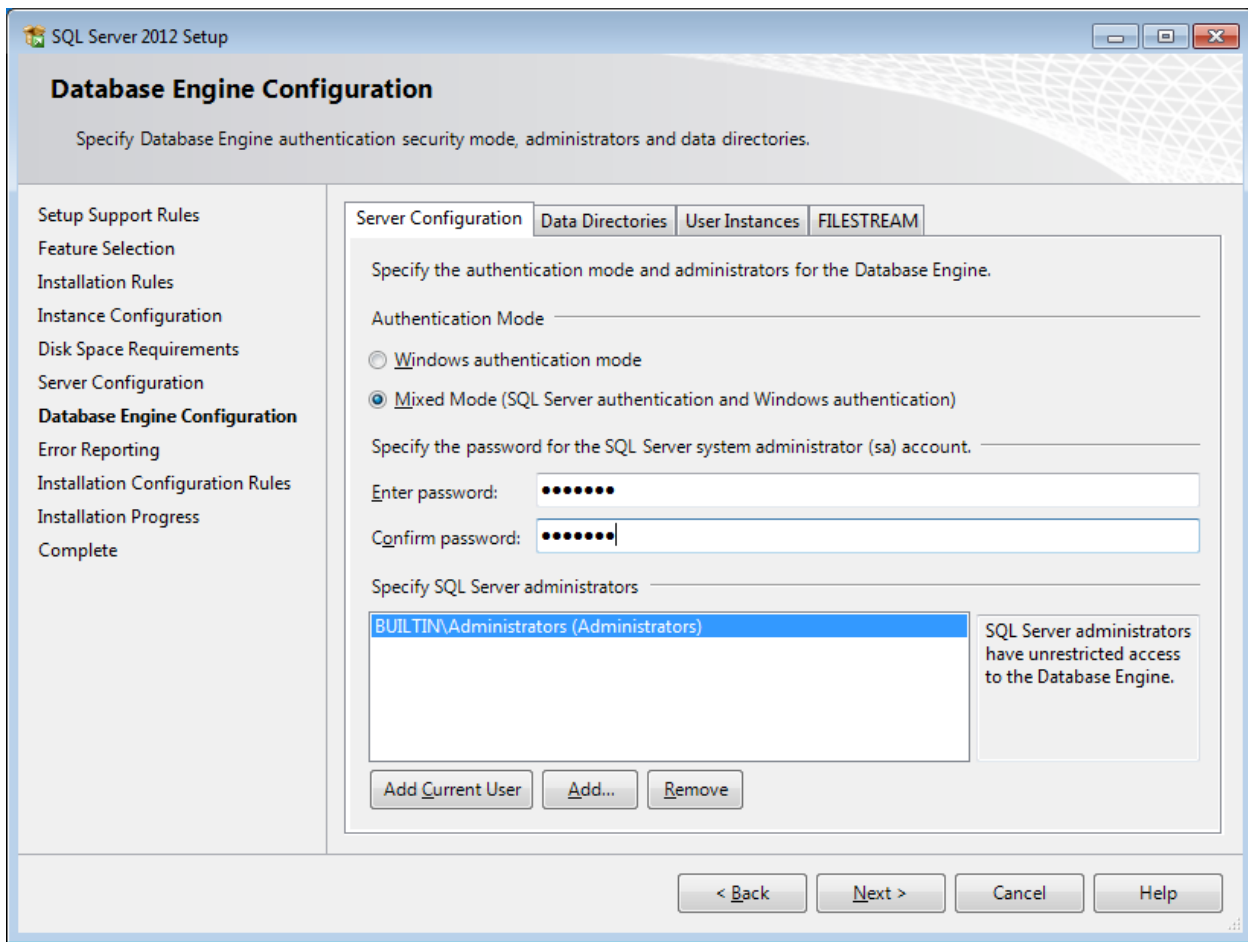 SQL Server 2012 Setup
Database Engine Configuration
Specify Database Engine authentication security mode, administrators and data directories.
Setup Support Rules
Feature Selection
Installation Rules
Instance Configuration
Disk Space Requirements
Server Configuration
Database Engine Configuration
Error Reporting
Installation Configuration Rules
Installation Progress
Complete
Server Configuration Data Directories User Instances FILESTREAM
Specify the authentication mode and administrators for the Database Engine.
Authentication Mode
Windows authentication mode
Mixed Mode (SQL Server authentication and Windows authentication)
Specify the password for the SQL Server system administrator (sa) account.
Enter password: •••••••
Confirm password: •••••••
Specify SQL Server administrators
BUILTIN\Administrators (Administrators)
SQL Server administrators
have unrestricted access
to the Database Engine.
Add Current User Add... Remove
< Back Next > Cancel Help